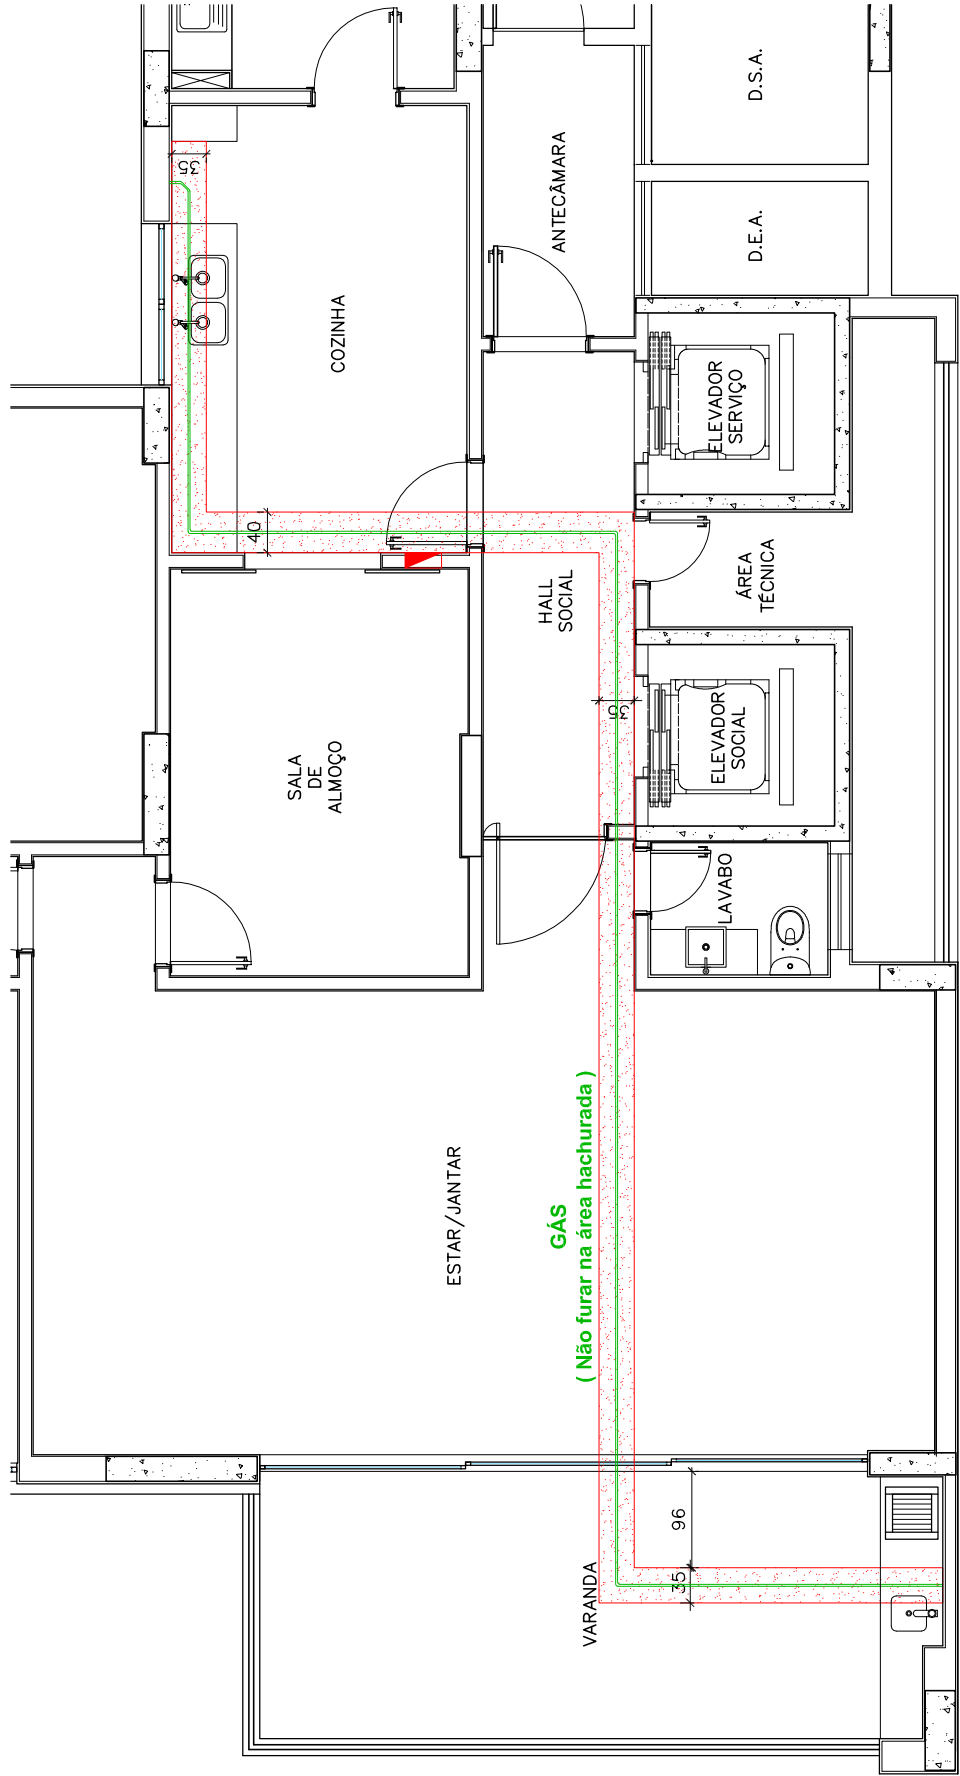 D.S.A.
35
ANTECÂMARA
D.E.A.
COZINHA
ELEVADOR
SERVIÇO
40
ÁREA
TÉCNICA
HALL
SOCIAL
35
ELEVADOR
SOCIAL
SALA
DE
ALMOÇO
LAVABO
ESTAR/JANTAR
GÁS
( Não furar na área hachurada )
96
35
VARANDA